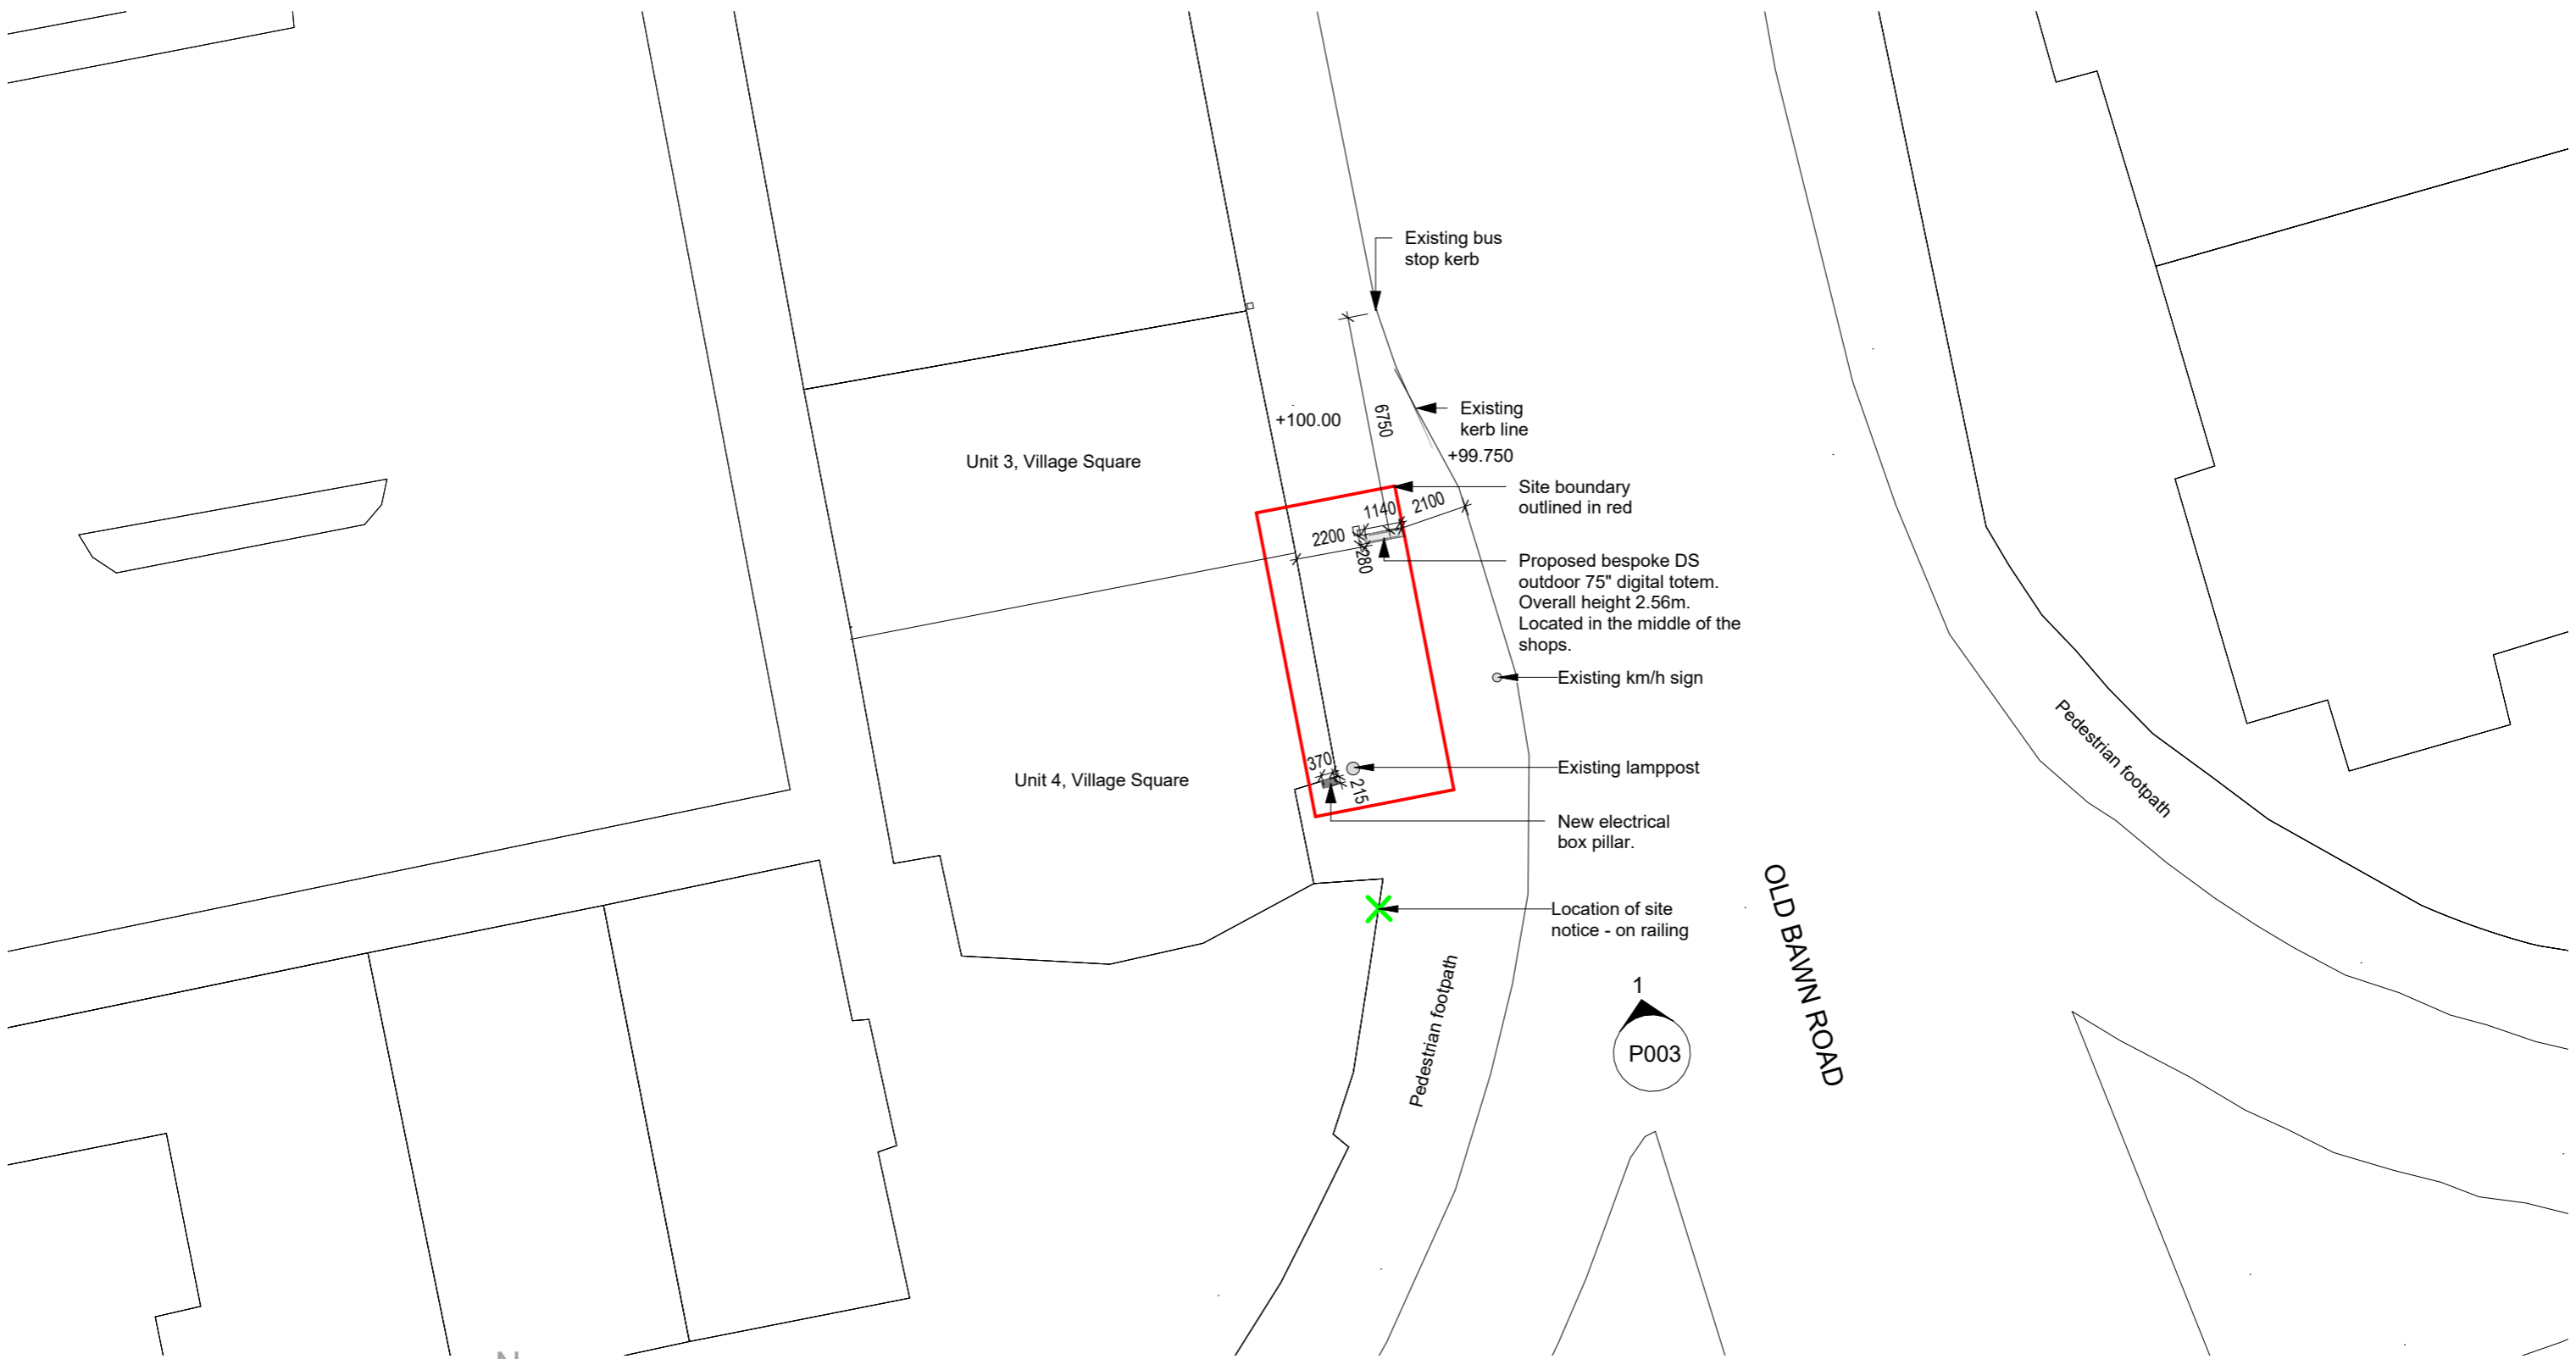 Existing bus
stop kerb
6750
+100.00
Existing
kerb line
+99.750
Unit 3, Village Square
Site boundary
outlined in red
1140
2100
2200
280
Proposed bespoke DS
outdoor 75" digital totem.
Overall height 2.56m.
Located in the middle of the
shops.
Existing km/h sign
Pedestrian footpath
370
Existing lamppost
Unit 4, Village Square
215
New electrical
box pillar.
OLD BAWN ROAD
Location of site
notice - on railing
Pedestrian footpath
1
P003
N